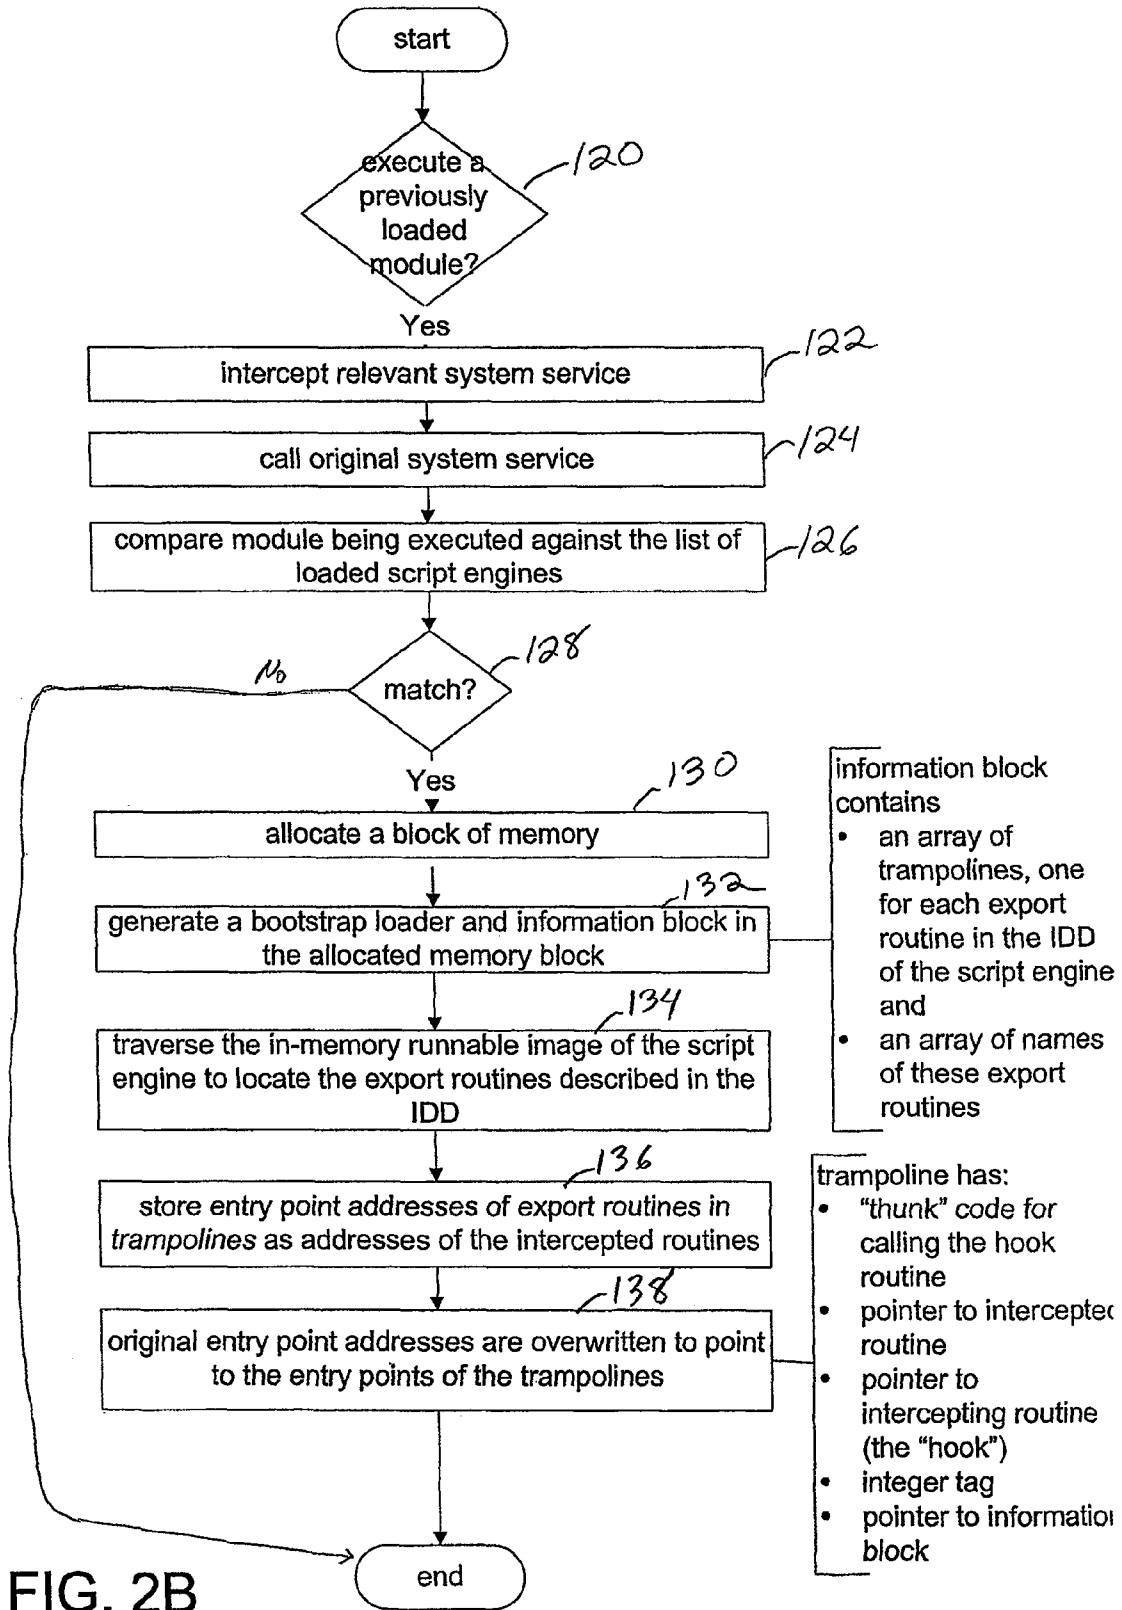 start
execute a
previously
loaded
module?
120
Yes
intercept relevant system service
122
call original system service
124
compare module being executed against the list of
loaded script engines
126
match?
128
No
Yes
130
allocate a block of memory
132
generate a bootstrap loader and information block in
the allocated memory block
information block
contains
• an array of
trampolines, one
for each export
routine in the IDD
of the script engine
and
• an array of names
of these export
routines
134
traverse the in-memory runnable image of the script
engine to locate the export routines described in the
IDD
136
store entry point addresses of export routines in
trampolines as addresses of the intercepted routines
138
original entry point addresses are overwritten to point
to the entry points of the trampolines
trampoline has:
• "thunk" code for
calling the hook
routine
• pointer to intercepted
routine
• pointer to
intercepting routine
(the "hook")
• integer tag
• pointer to information
block
end
FIG. 2B